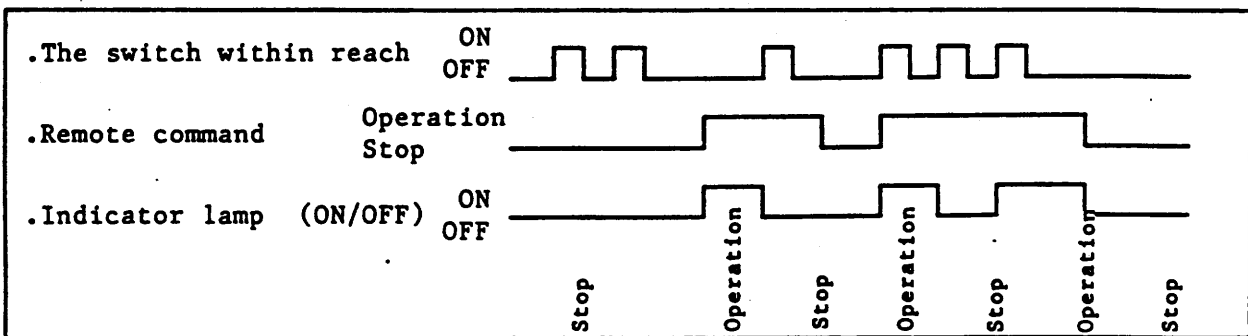 .The switch within reach ON
OFF
.Remote command Operation
Stop
.Indicator lamp (ON/OFF) ON
OFF
Stop
Operation
Stop
Operation
Stop
Operation
Stop